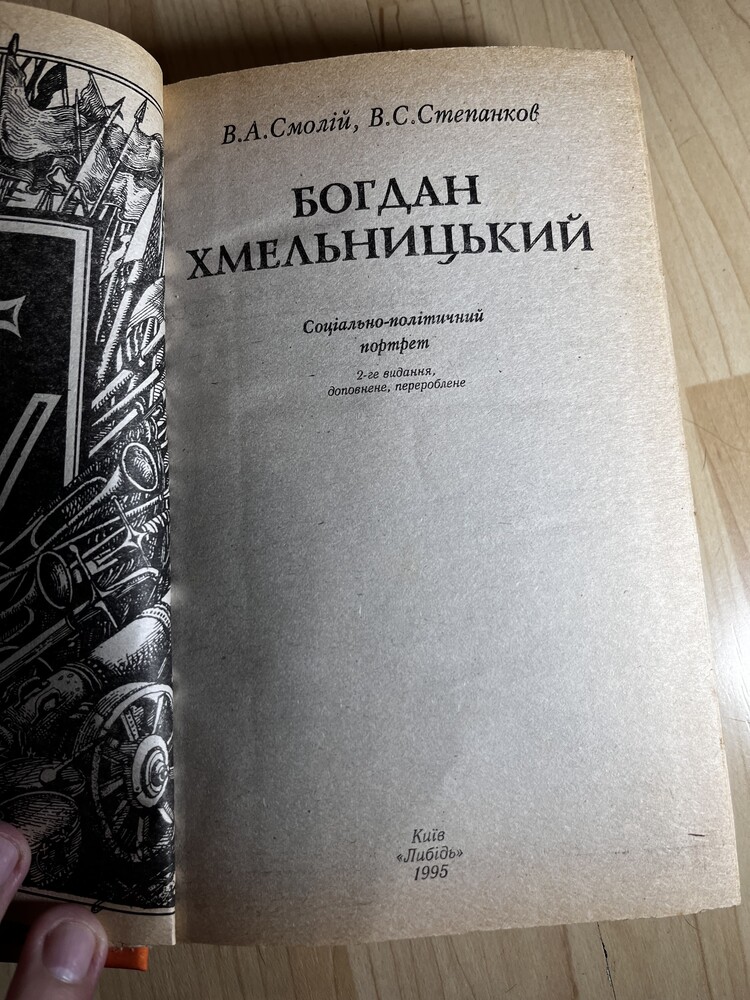 В.А.Смолій, В.С.Степанков
БОГДАН
ХМЕЛЬНИЦЬКИЙ
Соціально-політичний
портрет
2-ге видання,
доповнене, перероблене
Київ
«Либідь»
1995